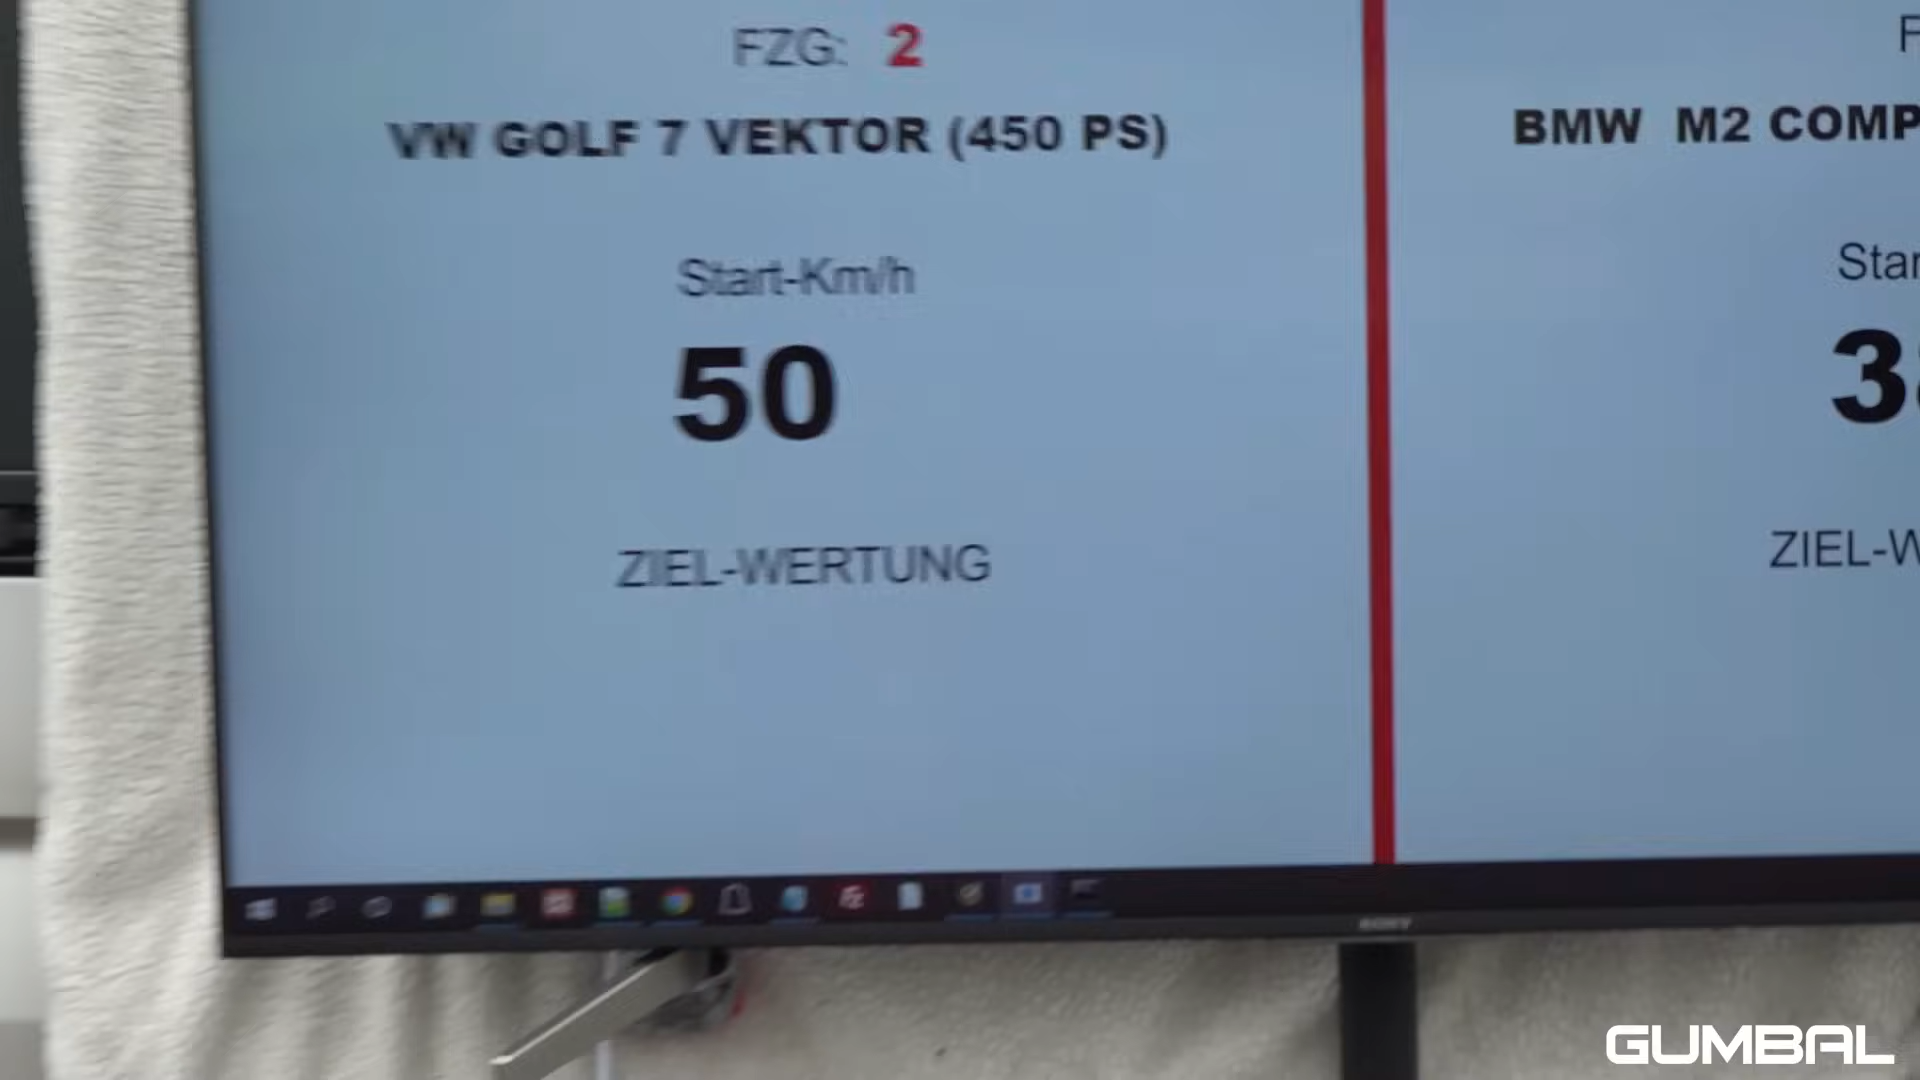 FZG: 2
VW GOLF 7 VEKTOR (450 PS)
Start-Km/h
50
ZIEL-WERTUNG
F
BMW M2 COMP
Star
3
ZIEL-W
SONY
GUMBAL